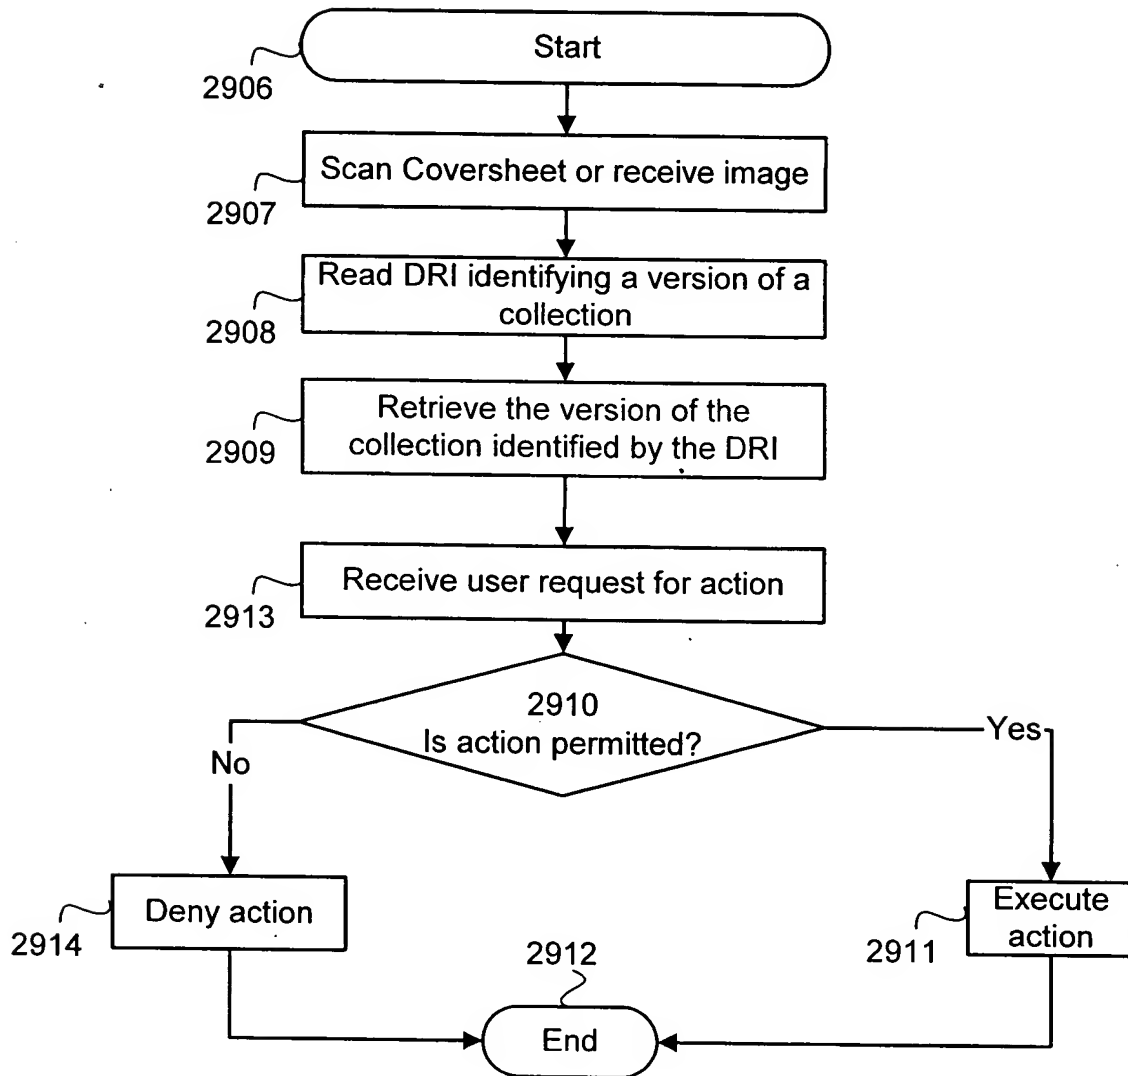 Start
2906
Scan Coversheet or receive image
2907
Read DRI identifying a version of a
collection
2908
Retrieve the version of the
collection identified by the DRI
2909
Receive user request for action
2913
2910
Is action permitted?
No
Yes
Deny action
2914
Execute
action
2911
2912
End